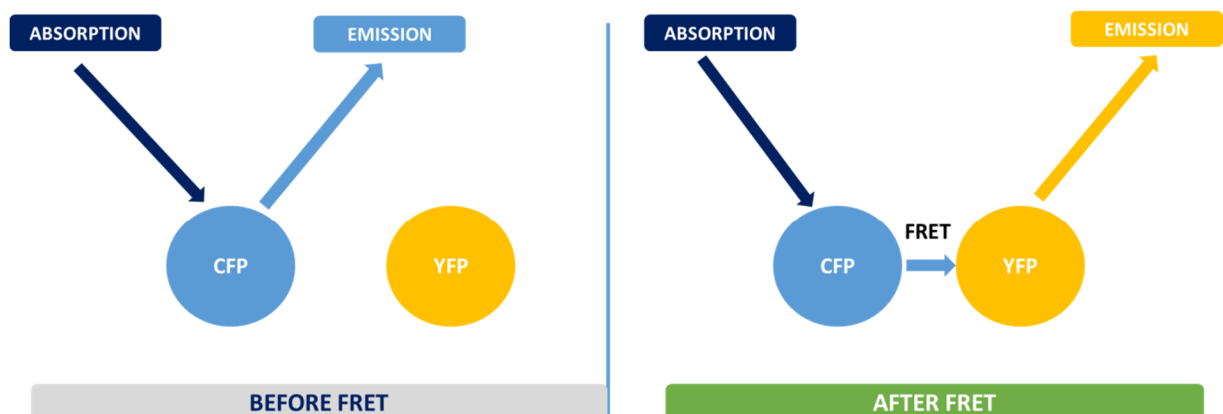 ABSORPTION
EMISSION
CFP
YFP
BEFORE FRET
ABSORPTION
EMISSION
FRET
CFP
YFP
AFTER FRET